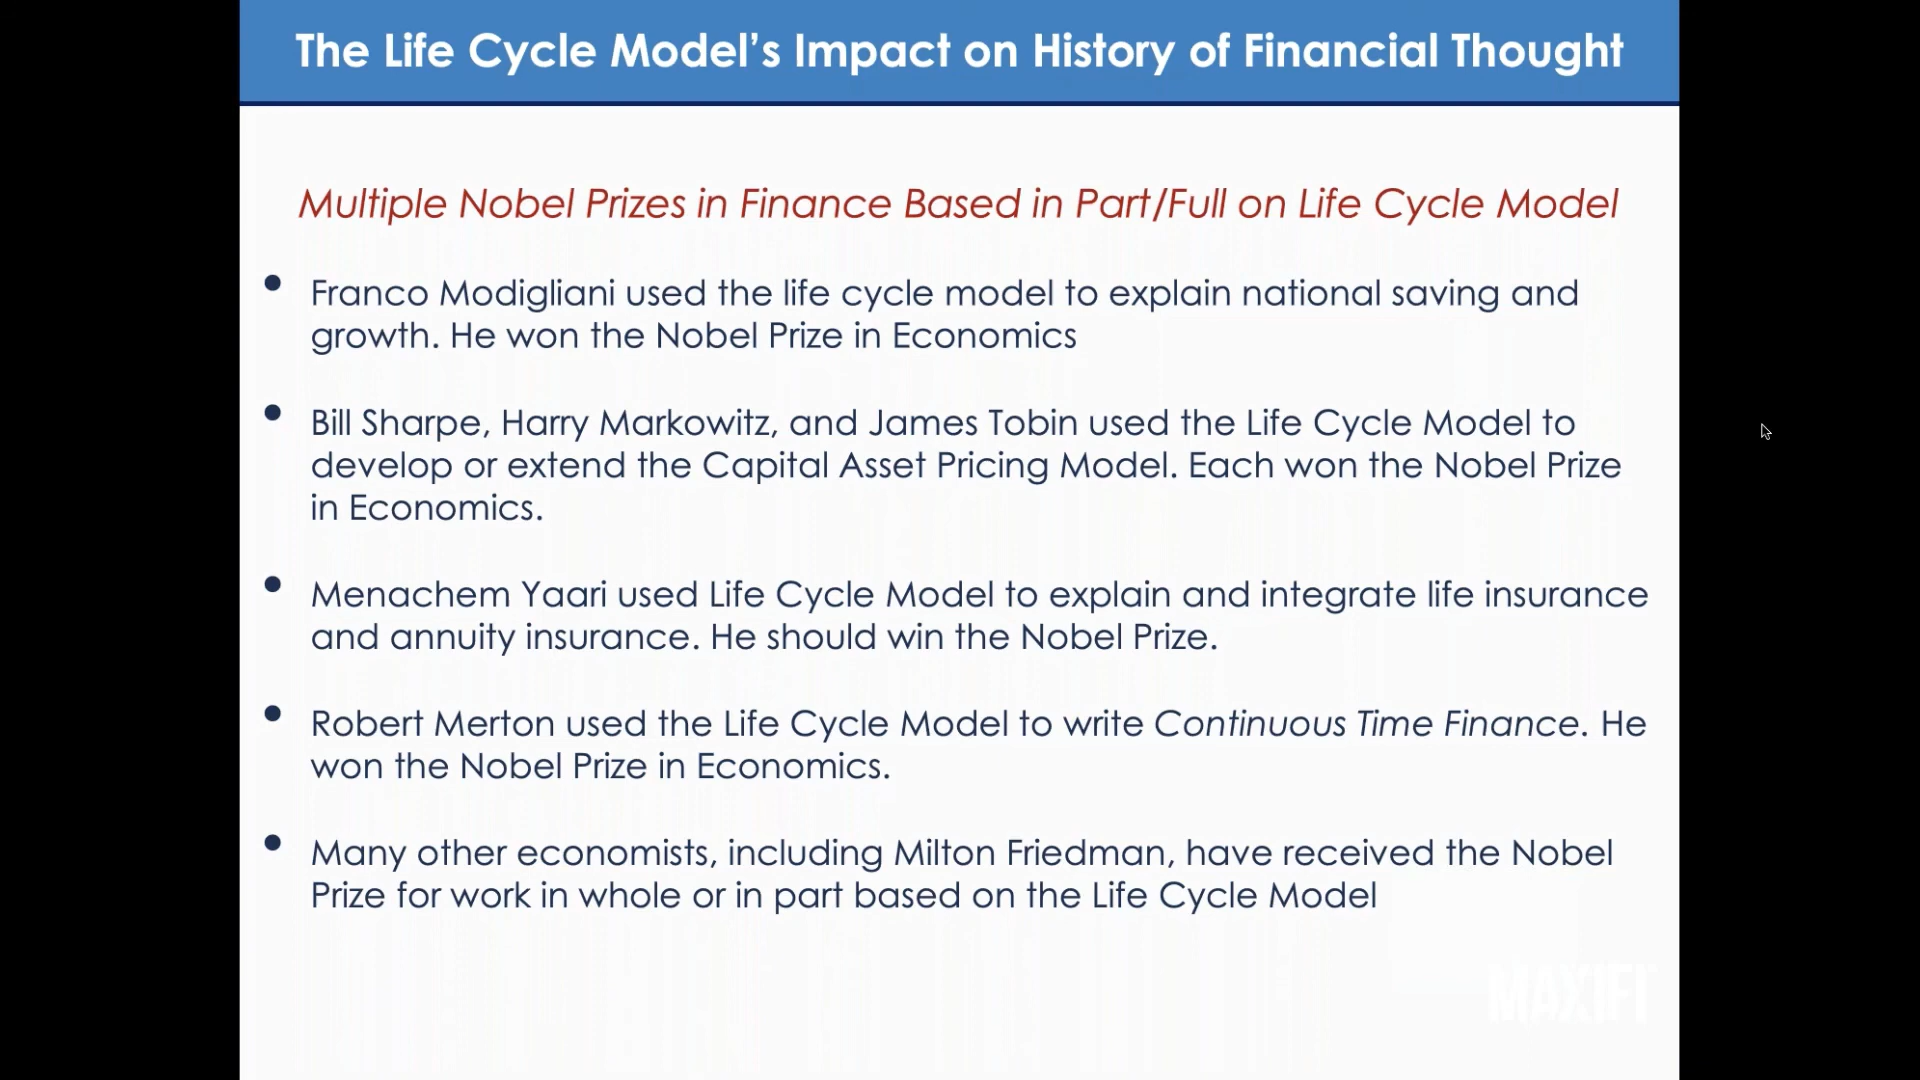 The Life Cycle Model’s Impact on History of Financial Thought
Multiple Nobel Prizes in Finance Based in Part/Full on Life Cycle Model
• Franco Modigliani used the life cycle model to explain national saving and
growth. He won the Nobel Prize in Economics
• Bill Sharpe, Harry Markowitz, and James Tobin used the Life Cycle Model to
develop or extend the Capital Asset Pricing Model. Each won the Nobel Prize
in Economics.
• Menachem Yaari used Life Cycle Model to explain and integrate life insurance
and annuity insurance. He should win the Nobel Prize.
• Robert Merton used the Life Cycle Model to write Continuous Time Finance. He
won the Nobel Prize in Economics.
• Many other economists, including Milton Friedman, have received the Nobel
Prize for work in whole or in part based on the Life Cycle Model
MAXIFI